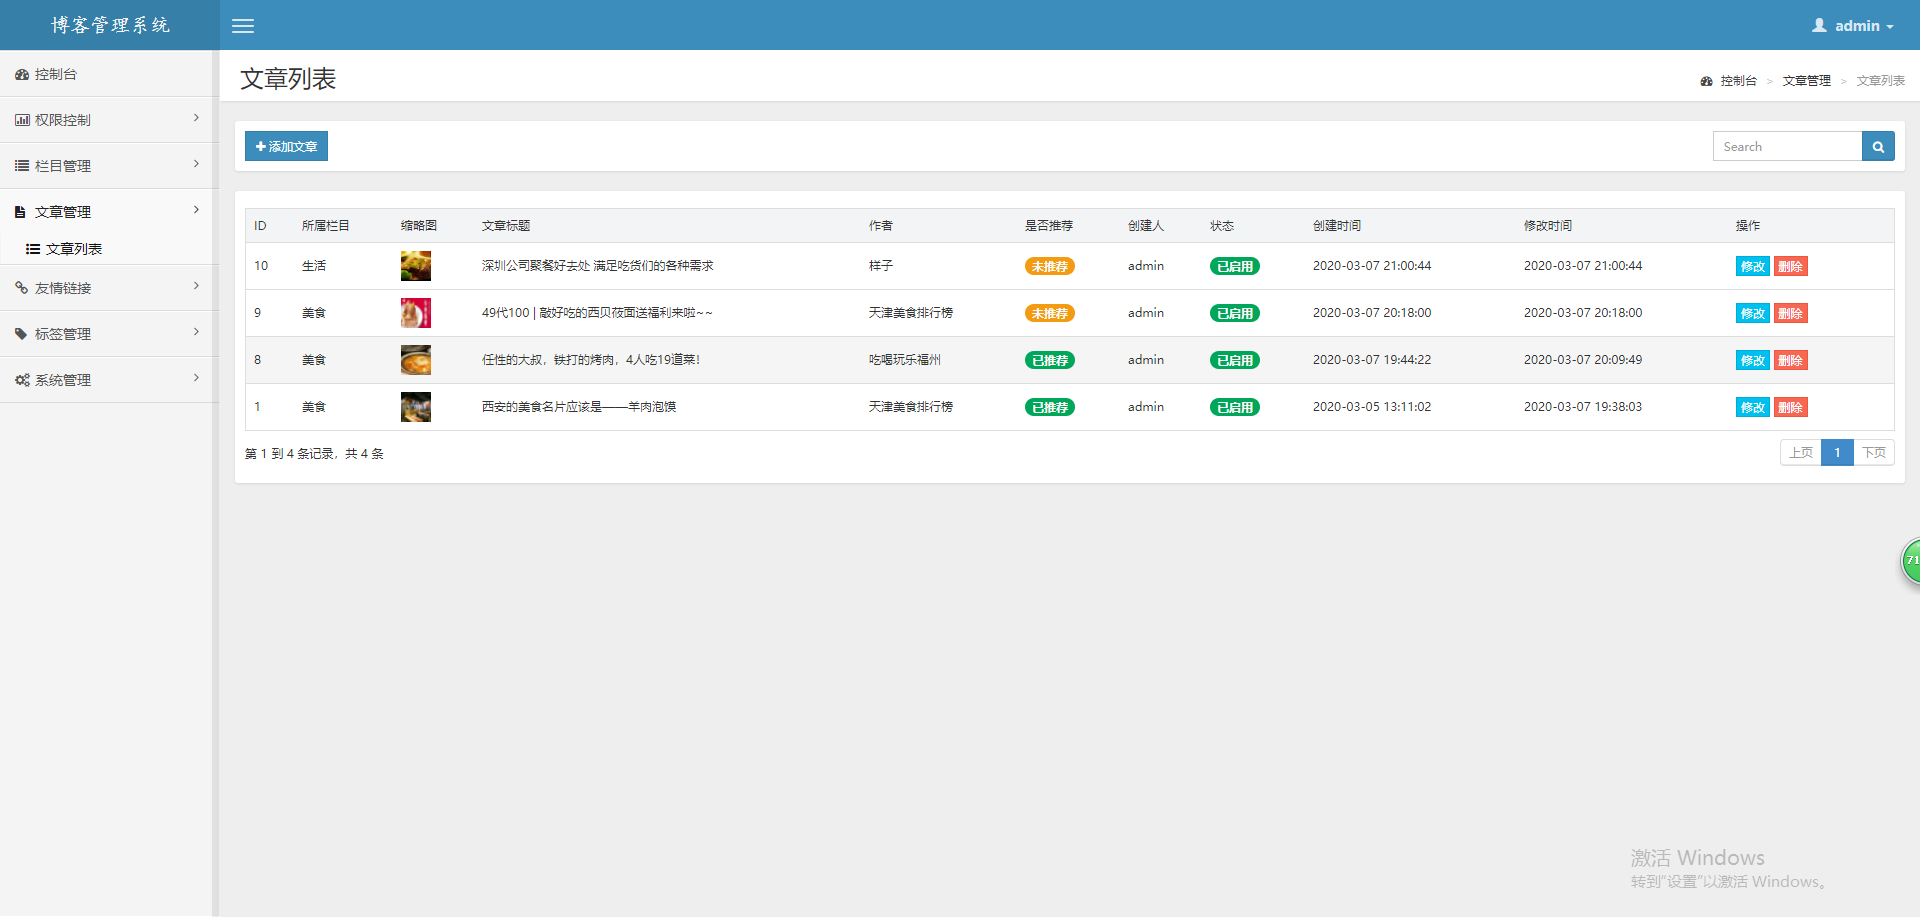 博客管理系统
admin
控制台
权限控制
栏目管理
文章管理
文章列表
友情链接
标签管理
系统管理
文章列表
控制台 > 文章管理 > 文章列表
添加文章
Search
ID 所属栏目 缩略图 文章标题 作者 是否推荐 创建人 状态 创建时间 修改时间 操作
10 生活 深圳公司聚餐好去处 满足吃货们的各种需求 样子 未推荐 admin 已启用 2020-03-07 21:00:44 2020-03-07 21:00:44 修改 删除
9 美食 49代100 | 敲好吃的西贝莜面送福利来啦~~ 天津美食排行榜 未推荐 admin 已启用 2020-03-07 20:18:00 2020-03-07 20:18:00 修改 删除
8 美食 任性的大叔，铁打的烤肉，4人吃19道菜！ 吃喝玩乐福州 已推荐 admin 已启用 2020-03-07 19:44:22 2020-03-07 20:09:49 修改 删除
1 美食 西安的美食名片应该是——羊肉泡馍 天津美食排行榜 已推荐 admin 已启用 2020-03-05 13:11:02 2020-03-07 19:38:03 修改 删除
第 1 到 4 条记录，共 4 条
上页 1 下页
71
激活 Windows
转到“设置”以激活 Windows。